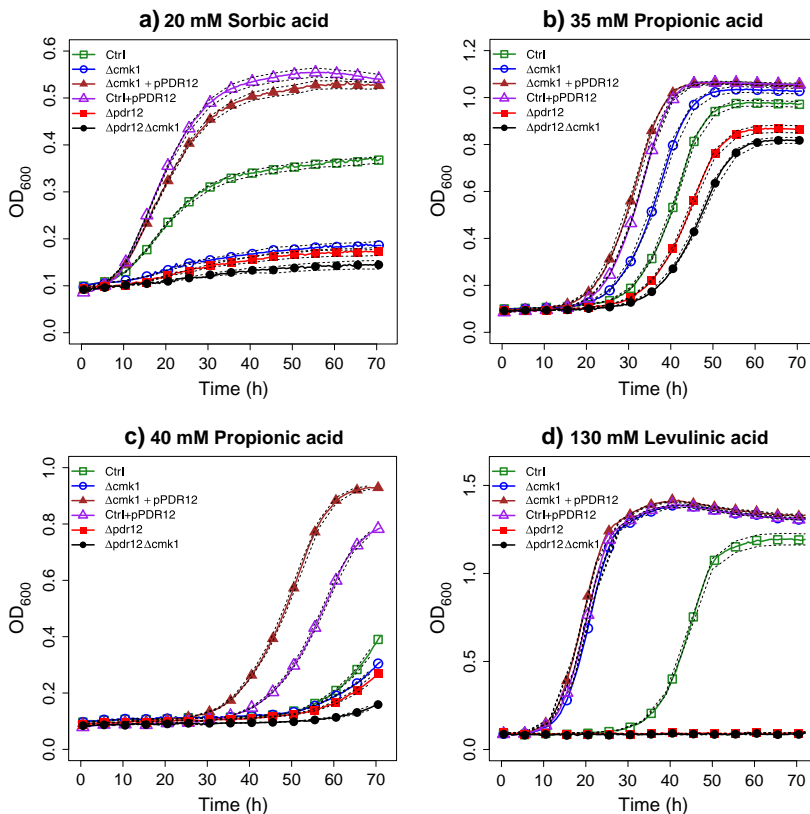 a) 20 mM Sorbic acid
OD600
0.0 0.1 0.2 0.3 0.4 0.5 0.6
Ctrl
Δcmk1
Δcmk1 + pPDR12
Ctrl+pPDR12
Δpdr12
Δpdr12Δcmk1
0 10 20 30 40 50 60 70
Time (h)
b) 35 mM Propionic acid
OD600
0.0 0.2 0.4 0.6 0.8 1.0 1.2
Ctrl
Δcmk1
Δcmk1 + pPDR12
Ctrl+pPDR12
Δpdr12
Δpdr12Δcmk1
0 10 20 30 40 50 60 70
Time (h)
c) 40 mM Propionic acid
OD600
0.0 0.2 0.4 0.6 0.8 1.0
Ctrl
Δcmk1
Δcmk1 + pPDR12
Ctrl+pPDR12
Δpdr12
Δpdr12Δcmk1
0 10 20 30 40 50 60 70
Time (h)
d) 130 mM Levulinic acid
OD600
0.0 0.5 1.0 1.5
Ctrl
Δcmk1
Δcmk1 + pPDR12
Ctrl+pPDR12
Δpdr12
Δpdr12Δcmk1
0 10 20 30 40 50 60 70
Time (h)